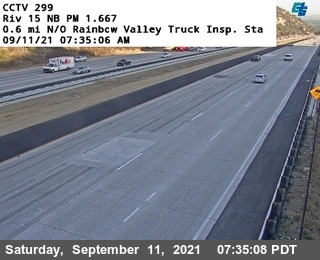 CCTV 299
Riv 15 NB PM 1.667
0.6 mi N/O Rainbow Valley Truck Insp. Sta
09/11/21 07:35:06 AM
FedEx
Saturday, September 11, 2021 07:35:08 PDT